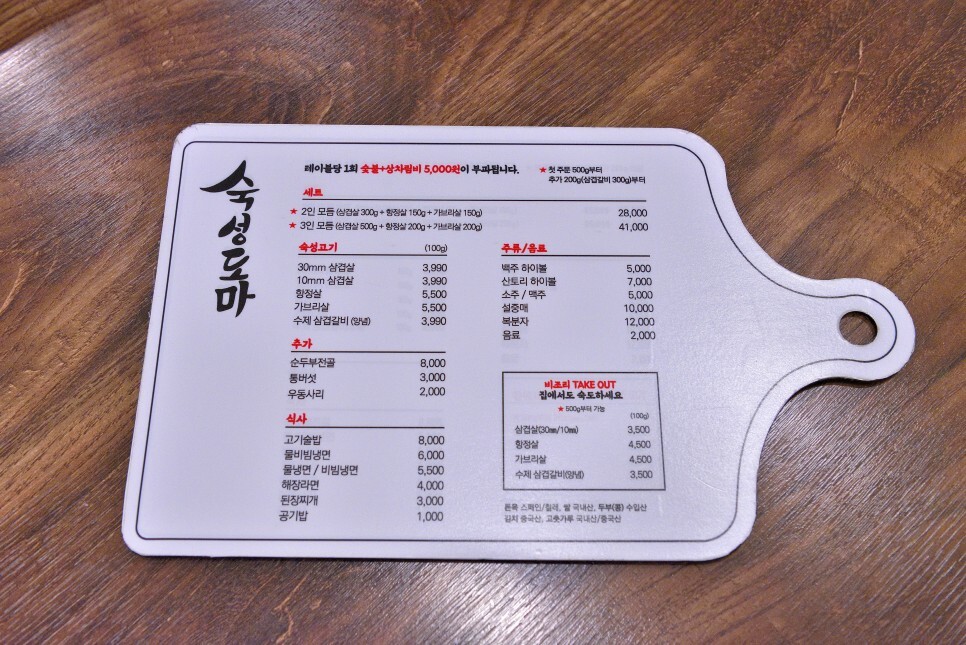 숙성도마
테이블당 1회 숯불+상차림비 5,000원이 부과됩니다.
★ 첫 주문 500g부터
추가 200g(삼겹갈비 300g)부터
세트
★ 2인 모듬 (삼겹살 300g + 항정살 150g + 가브리살 150g) 28,000
★ 3인 모듬 (삼겹살 500g + 항정살 200g + 가브리살 200g) 41,000
숙성고기 (100g)
30mm 삼겹살 3,990
10mm 삼겹살 3,990
항정살 5,500
가브리살 5,500
수제 삼겹갈비 (양념) 3,990
추가
순두부전골 8,000
통버섯 3,000
우동사리 2,000
식사
고기술밥 8,000
물비빔냉면 6,000
물냉면 / 비빔냉면 5,500
해장라면 4,000
된장찌개 3,000
공기밥 1,000
주류/음료
백주 하이볼 5,000
산토리 하이볼 7,000
소주 / 맥주 5,000
설중매 10,000
복분자 12,000
음료 2,000
비조리 TAKE OUT
집에서도 숙도하세요
★ 500g부터 가능
(100g)
삼겹살(30mm/10mm) 3,500
항정살 4,500
가브리살 4,500
수제 삼겹갈비(양념) 3,500
돈육 스페인/칠레, 쌀 국내산, 두부(콩) 수입산
김치 중국산, 고춧가루 국내산/중국산